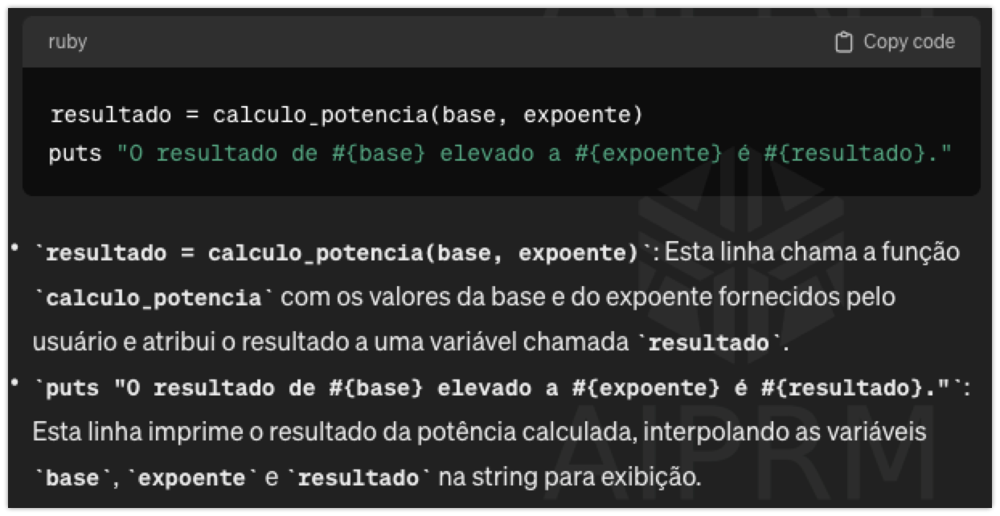 ruby
Copy code
resultado = calculo_potencia(base, expoente)
puts "O resultado de #{base} elevado a #{expoente} é #{resultado}."
• `resultado = calculo_potencia(base, expoente)`: Esta linha chama a função
`calculo_potencia` com os valores da base e do expoente fornecidos pelo
usuário e atribui o resultado a uma variável chamada `resultado`.
• `puts "O resultado de #{base} elevado a #{expoente} é #{resultado}."`:
Esta linha imprime o resultado da potência calculada, interpolando as variáveis
`base`, `expoente` e `resultado` na string para exibição.
AIPRM